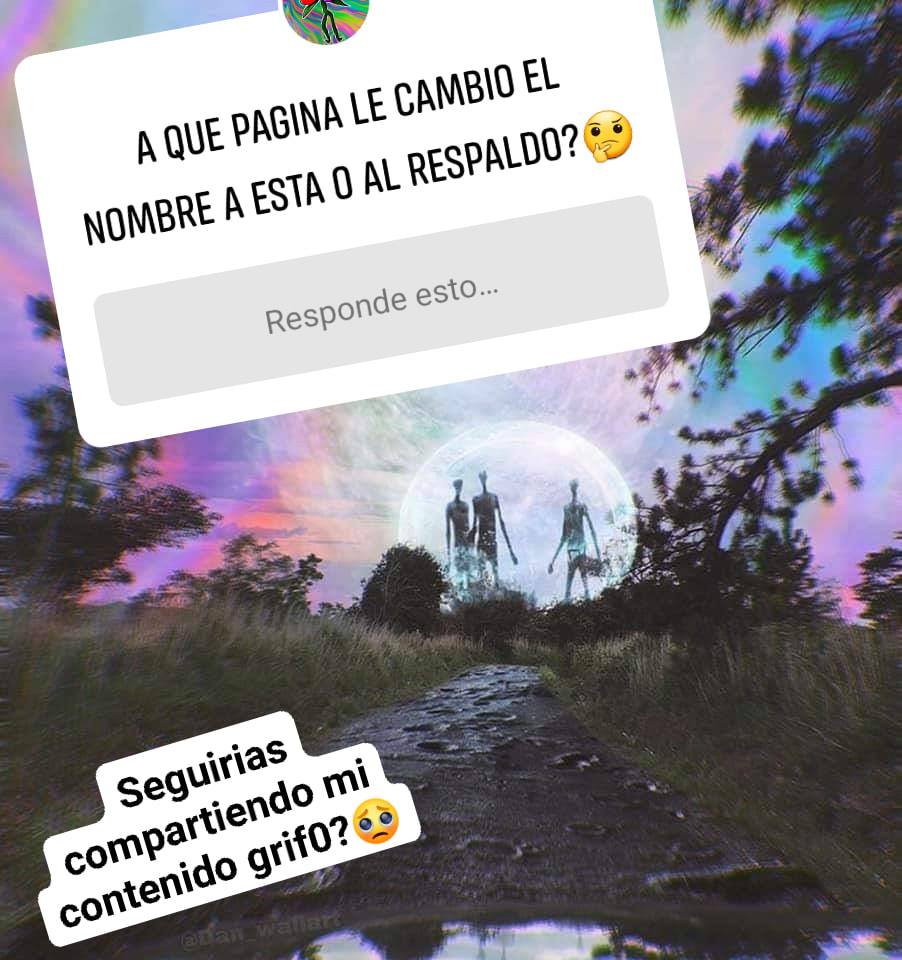 A QUE PAGINA LE CAMBIO EL
NOMBRE A ESTA O AL RESPALDO?🤔
Responde esto...
Seguirias
compartiendo mi
contenido grif0?🥺
@Dan_wallart